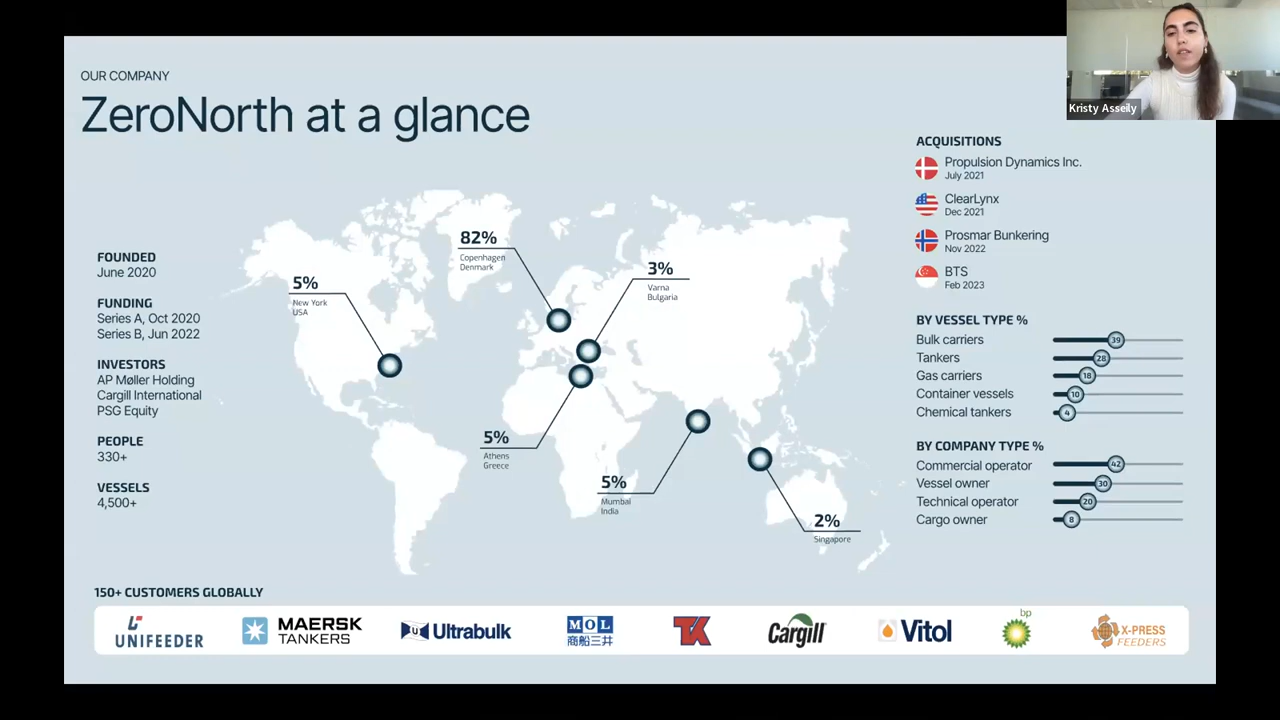 OUR COMPANY
ZeroNorth at a glance
Kristy Asseily
FOUNDED
June 2020
FUNDING
Series A, Oct 2020
Series B, Jun 2022
INVESTORS
AP Møller Holding
Cargill International
PSG Equity
PEOPLE
330+
VESSELS
4,500+
5%
New York
USA
82%
Copenhagen
Denmark
3%
Varna
Bulgaria
5%
Athens
Greece
5%
Mumbai
India
2%
Singapore
ACQUISITIONS
Propulsion Dynamics Inc.
July 2021
ClearLynx
Dec 2021
Prosmar Bunkering
Nov 2022
BTS
Feb 2023
BY VESSEL TYPE %
Bulk carriers 39
Tankers 28
Gas carriers 18
Container vessels 10
Chemical tankers 4
BY COMPANY TYPE %
Commercial operator 42
Vessel owner 30
Technical operator 20
Cargo owner 8
150+ CUSTOMERS GLOBALLY
UNIFEEDER
MAERSK
TANKERS
U Ultrabulk
MOL
商船三井
TK
Cargill
Vitol
bp
X-PRESS
FEEDERS